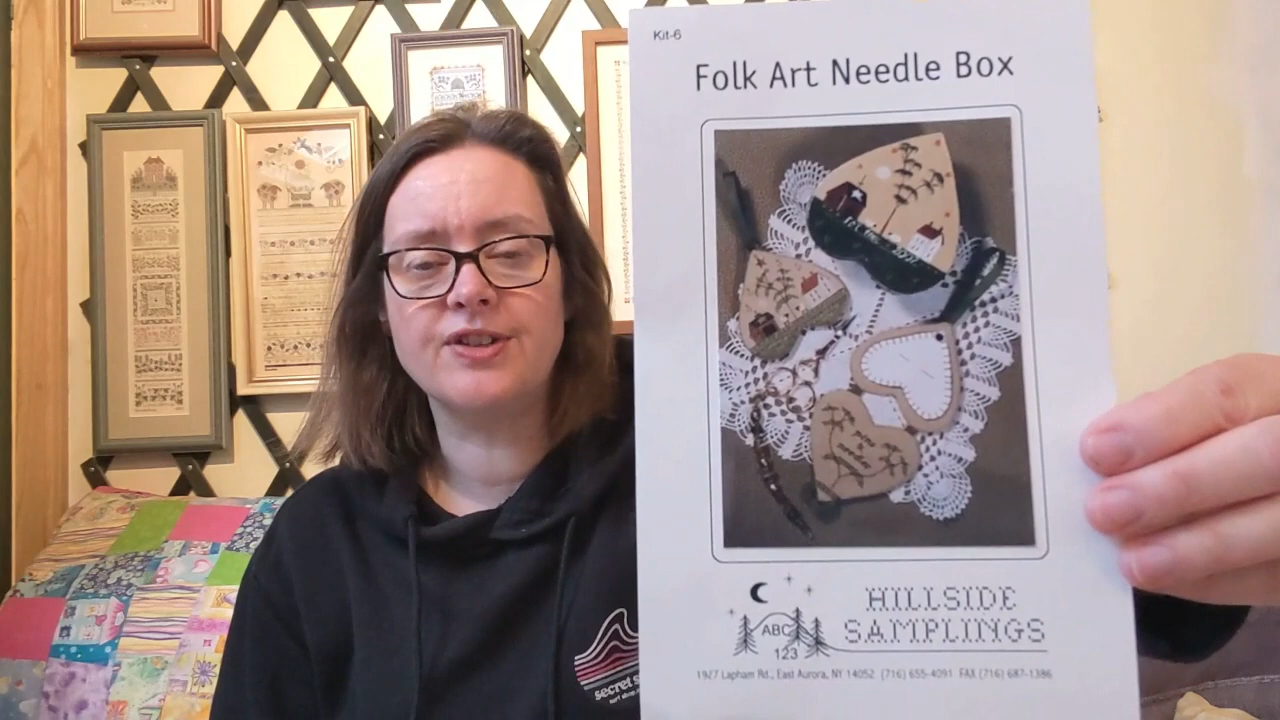 Kit-6
Folk Art Needle Box
HILLSIDE
SAMPLINGS
ABC
123
1927 Lapham Rd., East Aurora, NY 14052 (716) 655-4091 FAX (716) 687-1386
secret s